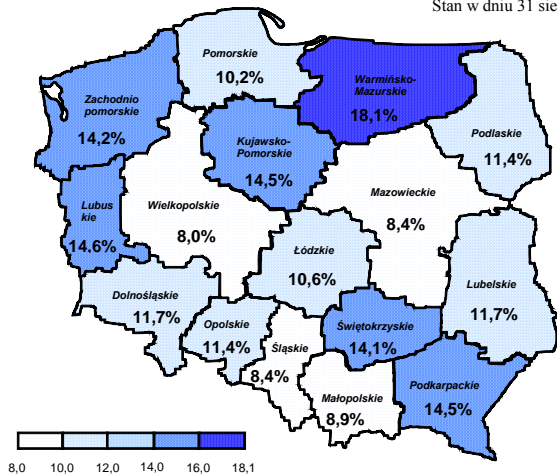 Stan w dniu 31 sie
Pomorskie
10,2%
Warmińsko-
Mazurskie
18,1%
Zachodnio
pomorskie
14,2%
Podlaskie
11,4%
Kujawsko-
Pomorskie
14,5%
Mazowieckie
8,4%
Lubus
kie
14,6%
Wielkopolskie
8,0%
Łódzkie
10,6%
Lubelskie
11,7%
Dolnośląskie
11,7%
Opolskie
11,4%
Świętokrzyskie
14,1%
Śląskie
8,4%
Małopolskie
8,9%
Podkarpackie
14,5%
8,0 10,0 12,0 14,0 16,0 18,1